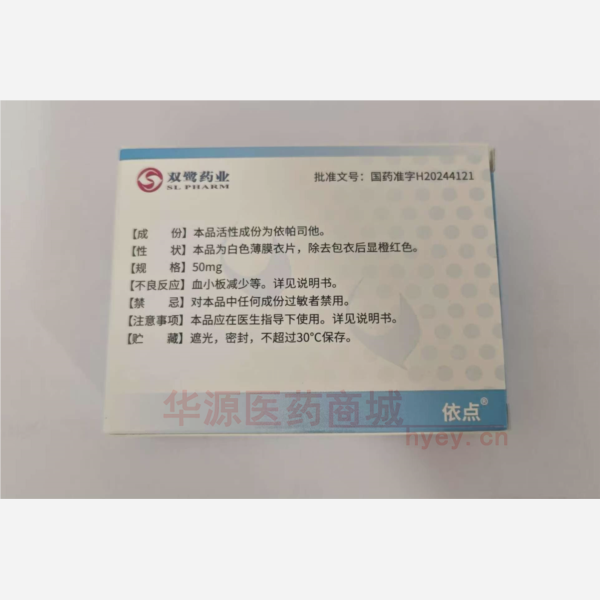 双鹭药业
SL PHARM
批准文号：国药准字H20244121
【成 份】本品活性成份为依帕司他。
【性 状】本品为白色薄膜衣片，除去包衣后显橙红色。
【规 格】50mg
【不良反应】血小板减少等。详见说明书。
【禁 忌】对本品中任何成份过敏者禁用。
【注意事项】本品应在医生指导下使用。详见说明书。
【贮 藏】遮光，密封，不超过30°C保存。
华源医药商城
依点®
hyey.cn